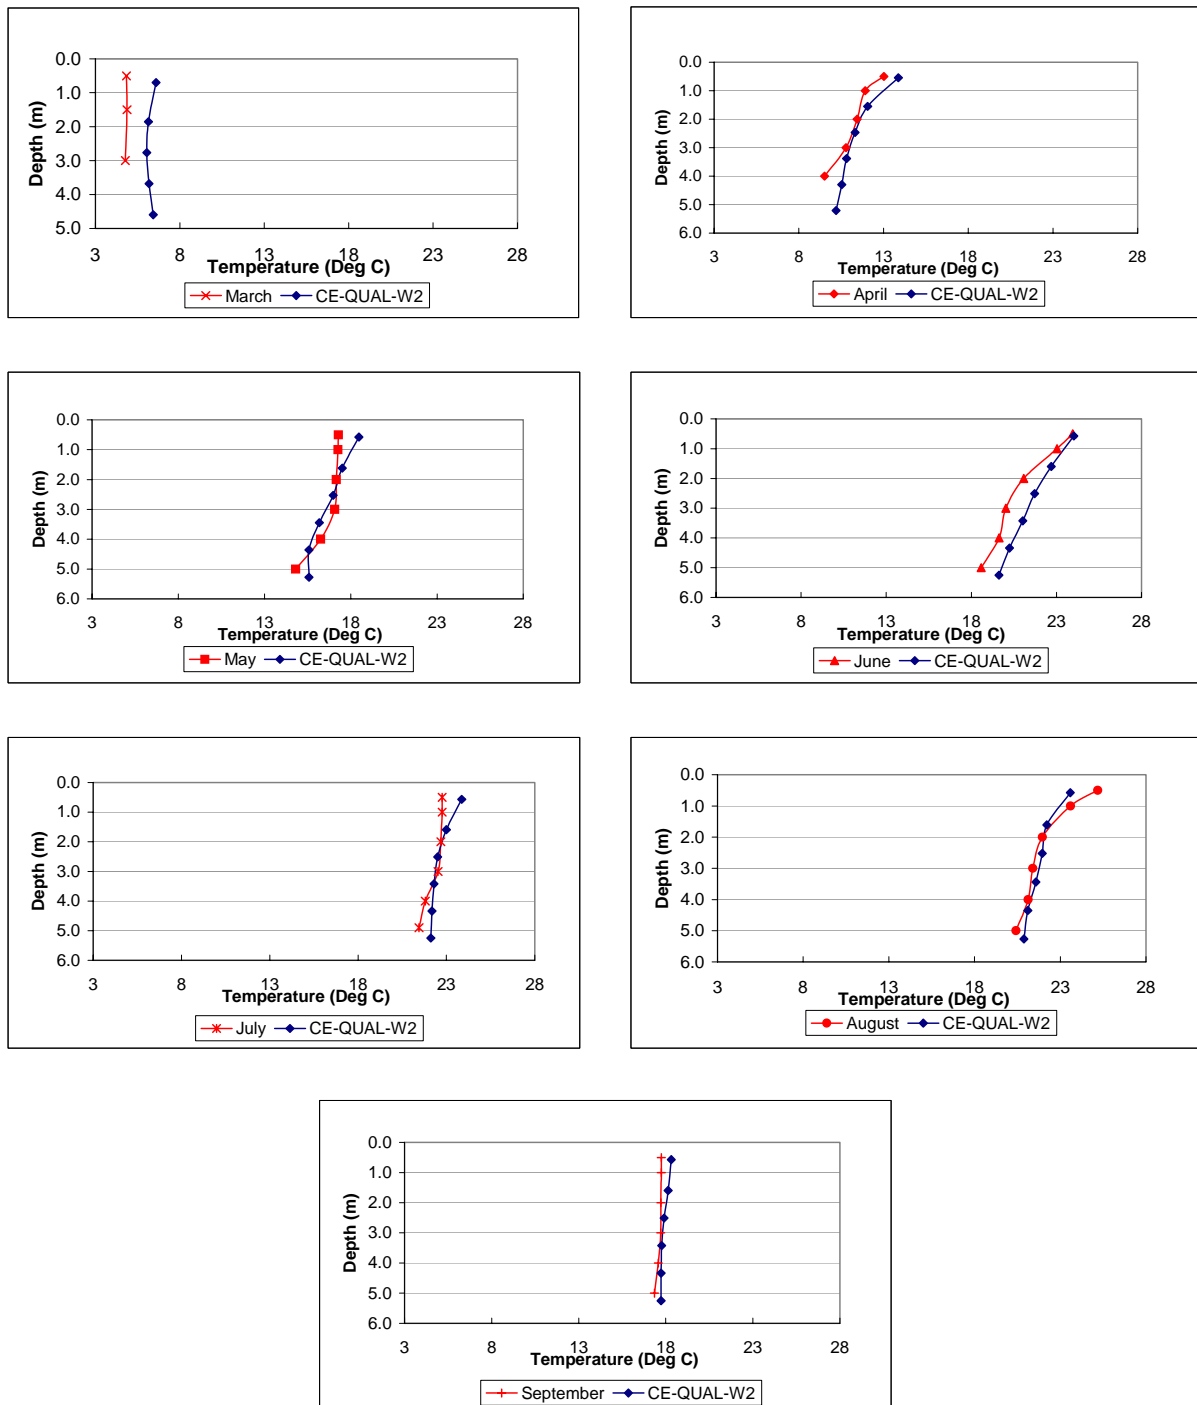 0.0
1.0
2.0
3.0
4.0
5.0
Depth (m)
3 8 13 18 23 28
Temperature (Deg C)
March CE-QUAL-W2
0.0
1.0
2.0
3.0
4.0
5.0
6.0
Depth (m)
3 8 13 18 23 28
Temperature (Deg C)
April CE-QUAL-W2
0.0
1.0
2.0
3.0
4.0
5.0
6.0
Depth (m)
3 8 13 18 23 28
Temperature (Deg C)
May CE-QUAL-W2
0.0
1.0
2.0
3.0
4.0
5.0
6.0
Depth (m)
3 8 13 18 23 28
Temperature (Deg C)
June CE-QUAL-W2
0.0
1.0
2.0
3.0
4.0
5.0
6.0
Depth (m)
3 8 13 18 23 28
Temperature (Deg C)
July CE-QUAL-W2
0.0
1.0
2.0
3.0
4.0
5.0
6.0
Depth (m)
3 8 13 18 23 28
Temperature (Deg C)
August CE-QUAL-W2
0.0
1.0
2.0
3.0
4.0
5.0
6.0
Depth (m)
3 8 13 18 23 28
Temperature (Deg C)
September CE-QUAL-W2